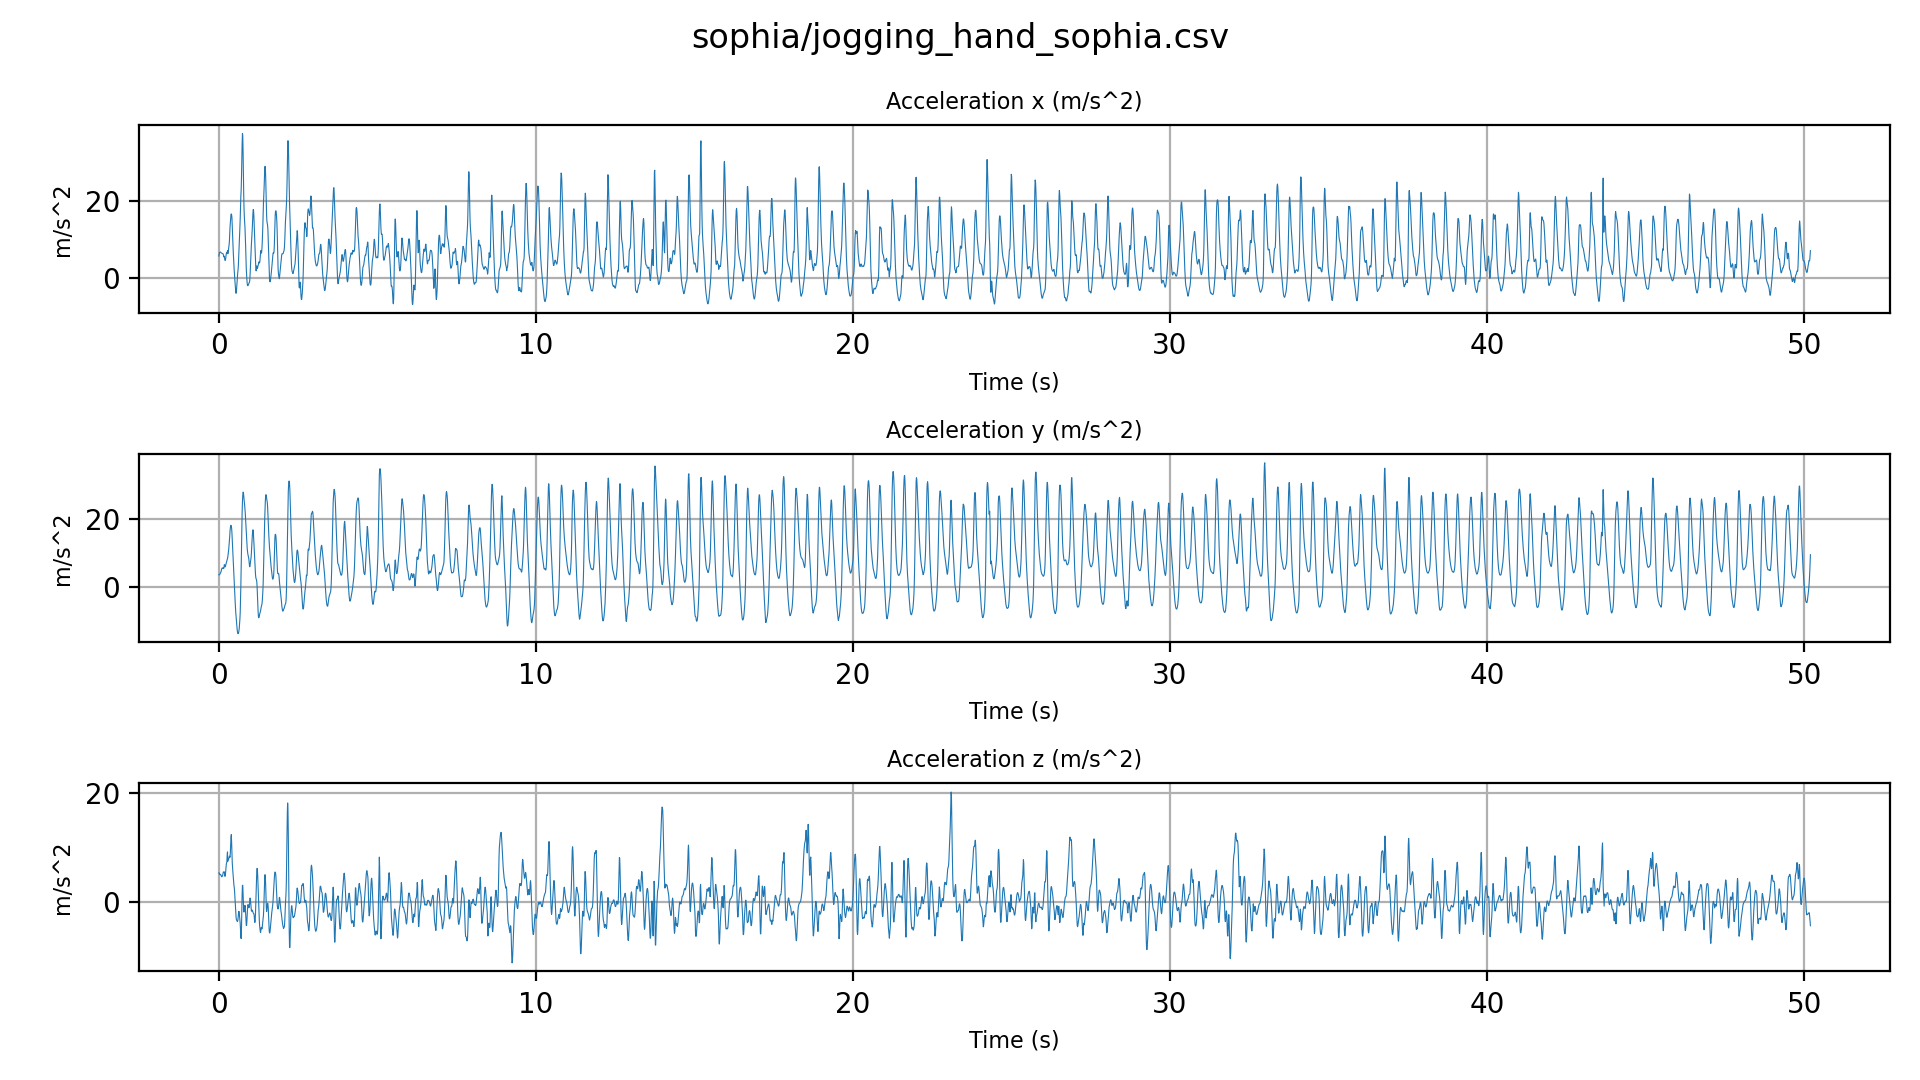 sophia/jogging_hand_sophia.csv
Acceleration x (m/s^2)
m/s^2
20
0
0 10 20 30 40 50
Time (s)
Acceleration y (m/s^2)
m/s^2
20
0
0 10 20 30 40 50
Time (s)
Acceleration z (m/s^2)
m/s^2
20
0
0 10 20 30 40 50
Time (s)